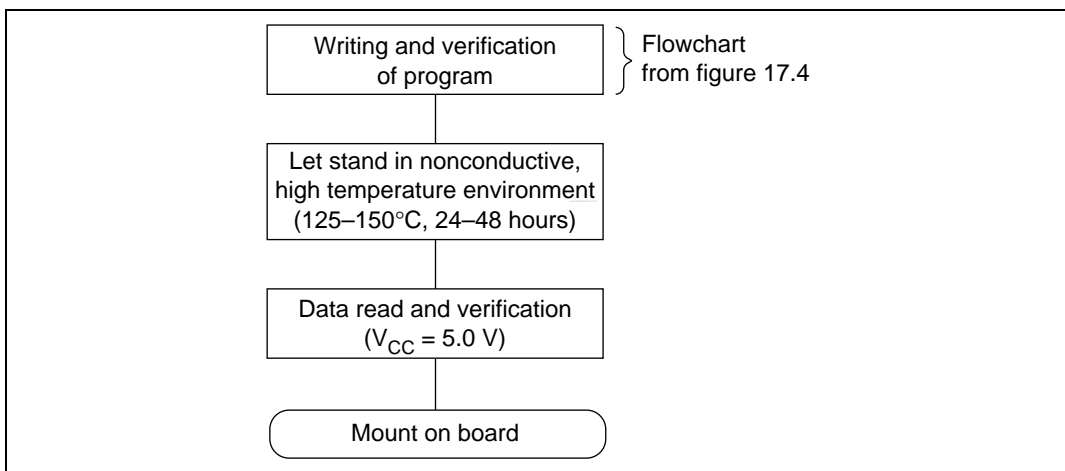 Writing and verification
of program
Flowchart
from figure 17.4
Let stand in nonconductive,
high temperature environment
(125–150°C, 24–48 hours)
Data read and verification
(VCC = 5.0 V)
Mount on board